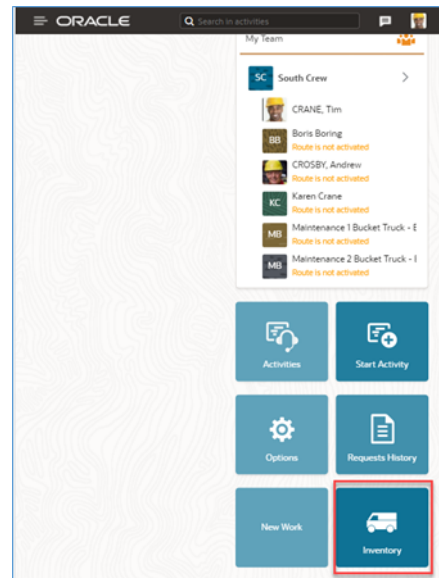 ORACLE
Search in activities
My Team
SC South Crew
CRANE, Tim
BB Boris Boring
Route is not activated
CROSBY, Andrew
Route is not activated
KC Karen Crane
Route is not activated
MB Maintenance 1 Bucket Truck - E
Route is not activated
MB Maintenance 2 Bucket Truck -
Route is not activated
Activities
Start Activity
Options
Requests History
New Work
Inventory